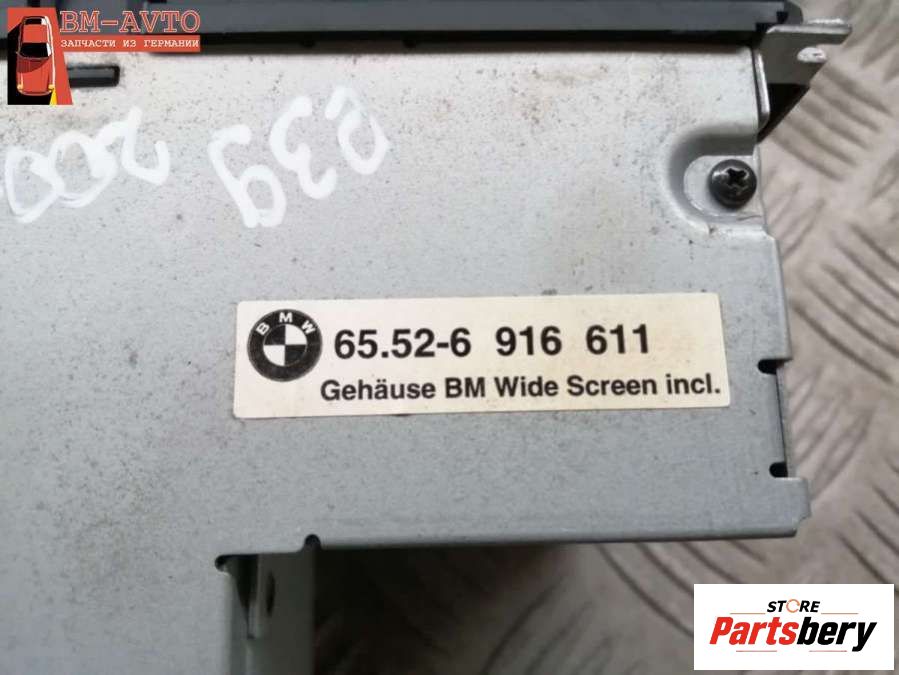 BM-AVTO
ЗАПЧАСТИ ИЗ ГЕРМАНИИ
E39
200
BMW
65.52-6 916 611
Gehäuse BM Wide Screen incl.
STORE
Partsbery